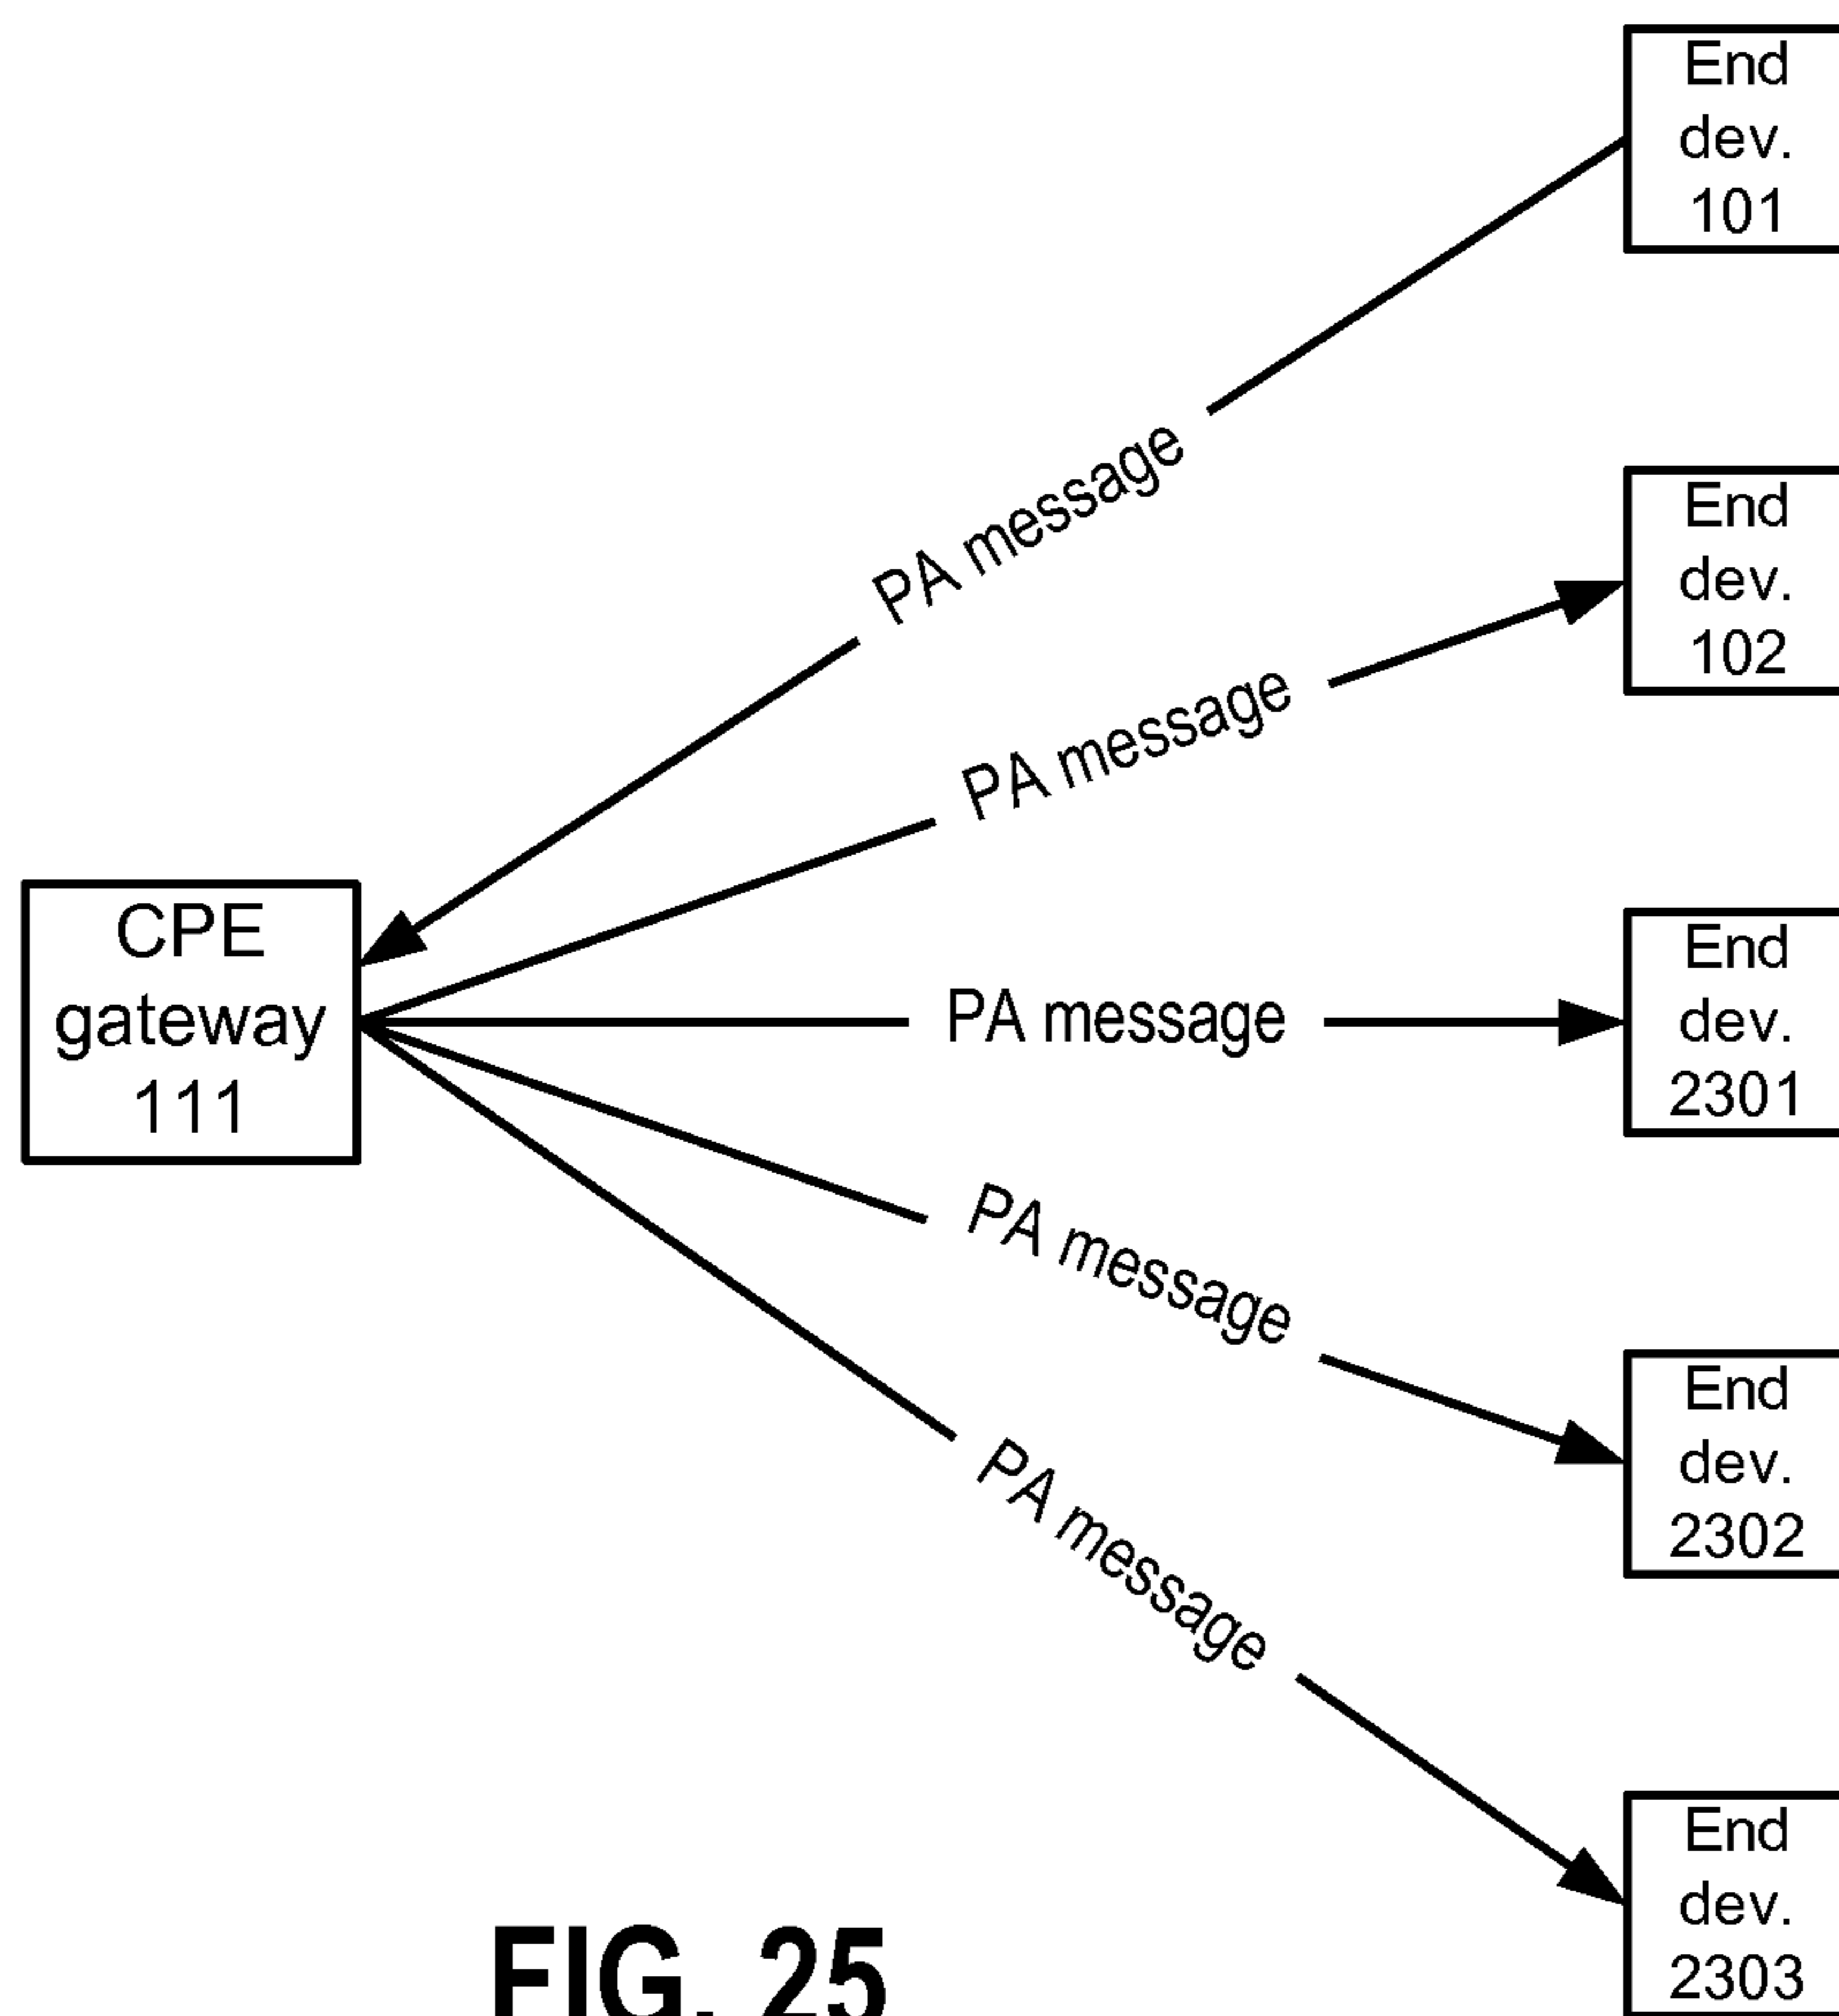 End
dev.
101
PA message
End
dev.
102
PA message
CPE
gateway
111
PA message
End
dev.
2301
PA message
End
dev.
2302
PA message
End
dev.
2303
FIG. 25